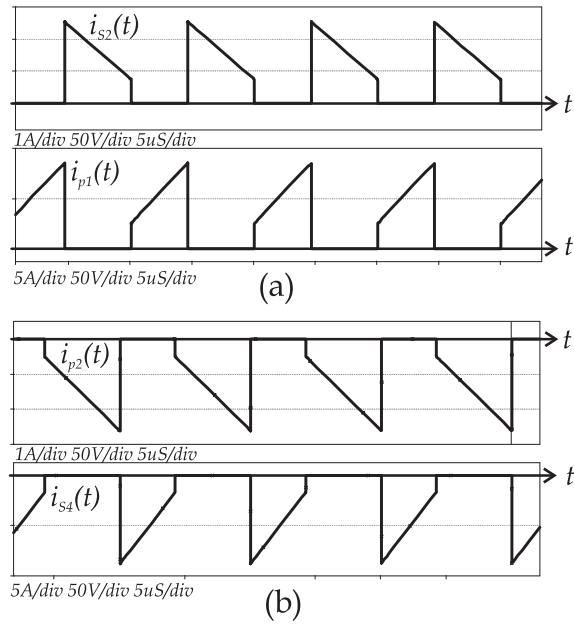 i_S2(t)
t
1A/div 50V/div 5uS/div
i_p1(t)
t
5A/div 50V/div 5uS/div
(a)
i_p2(t)
t
1A/div 50V/div 5uS/div
i_S4(t)
t
5A/div 50V/div 5uS/div
(b)